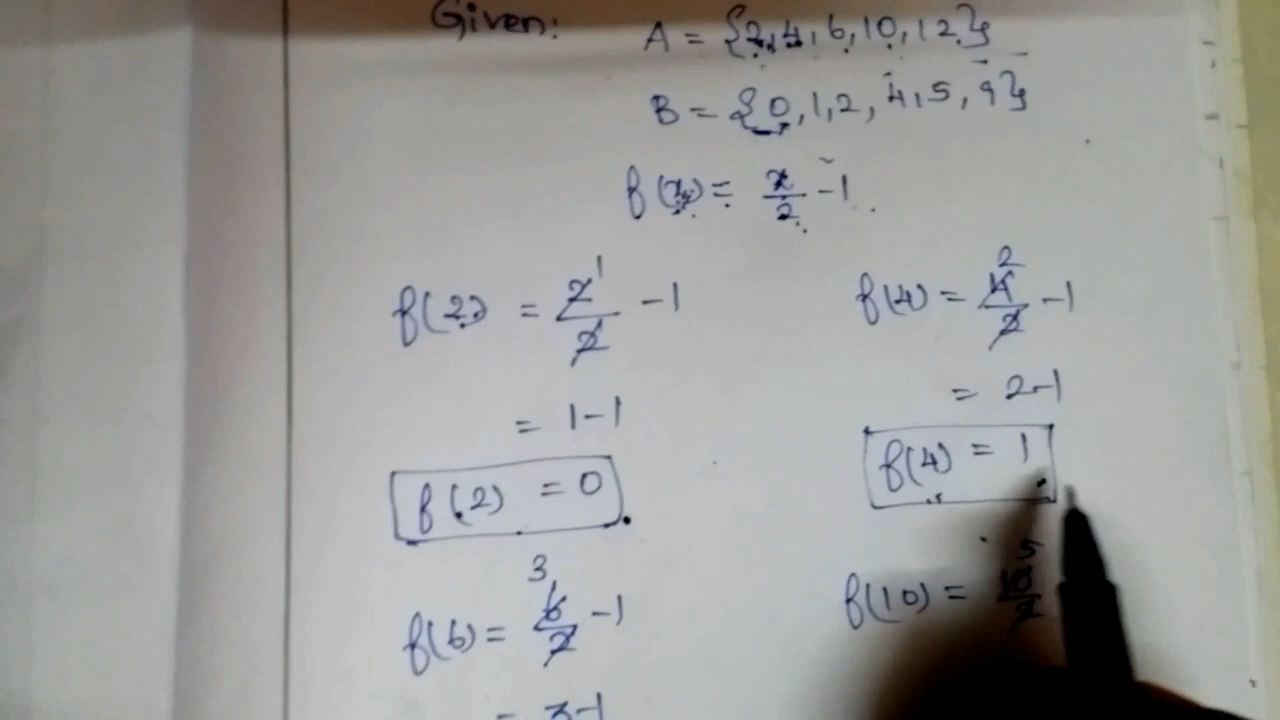 Given: A = {2, 4, 6, 10, 12}
B = {0, 1, 2, 4, 5, 9}
f(x) = x/2 - 1
f(2) = 2/2 - 1
1
f(4) = 4/2 - 1
2
= 1 - 1
= 2 - 1
f(2) = 0
f(4) = 1
3
f(6) = 6/2 - 1
f(10) =
= 3 - 1